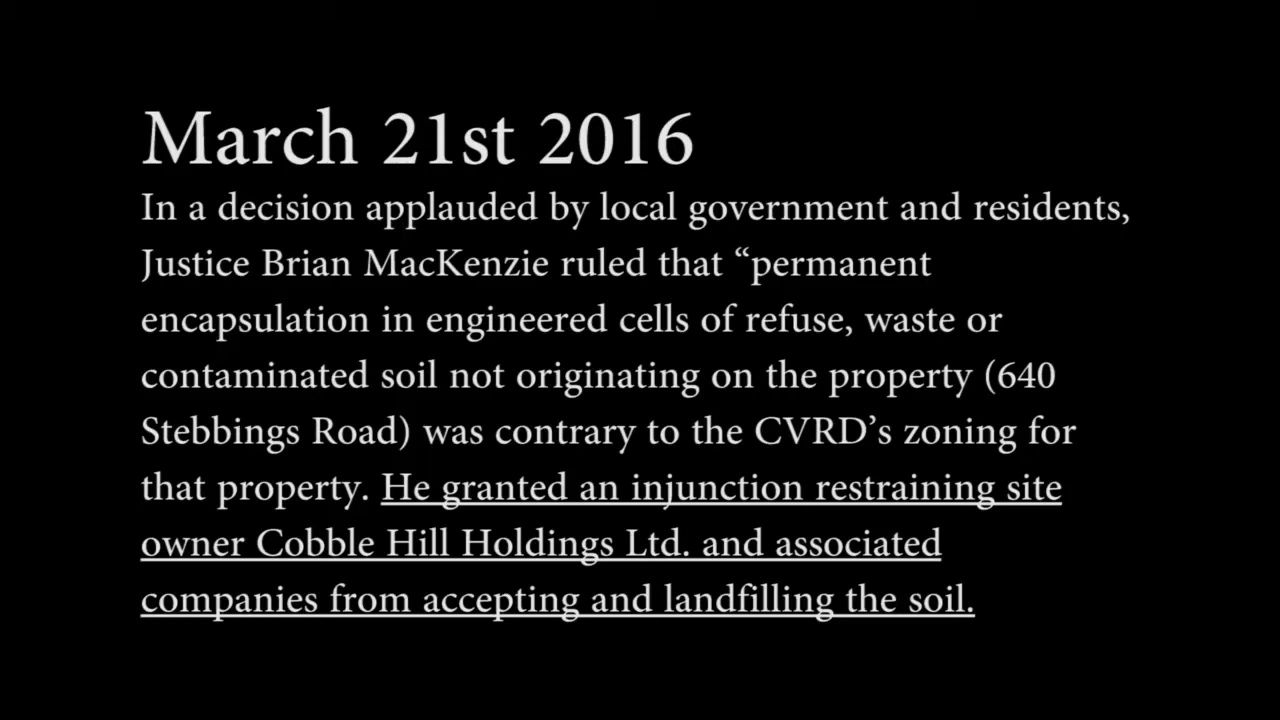 March 21st 2016
In a decision applauded by local government and residents,
Justice Brian MacKenzie ruled that “permanent
encapsulation in engineered cells of refuse, waste or
contaminated soil not originating on the property (640
Stebbings Road) was contrary to the CVRD’s zoning for
that property. He granted an injunction restraining site
owner Cobble Hill Holdings Ltd. and associated
companies from accepting and landfilling the soil.